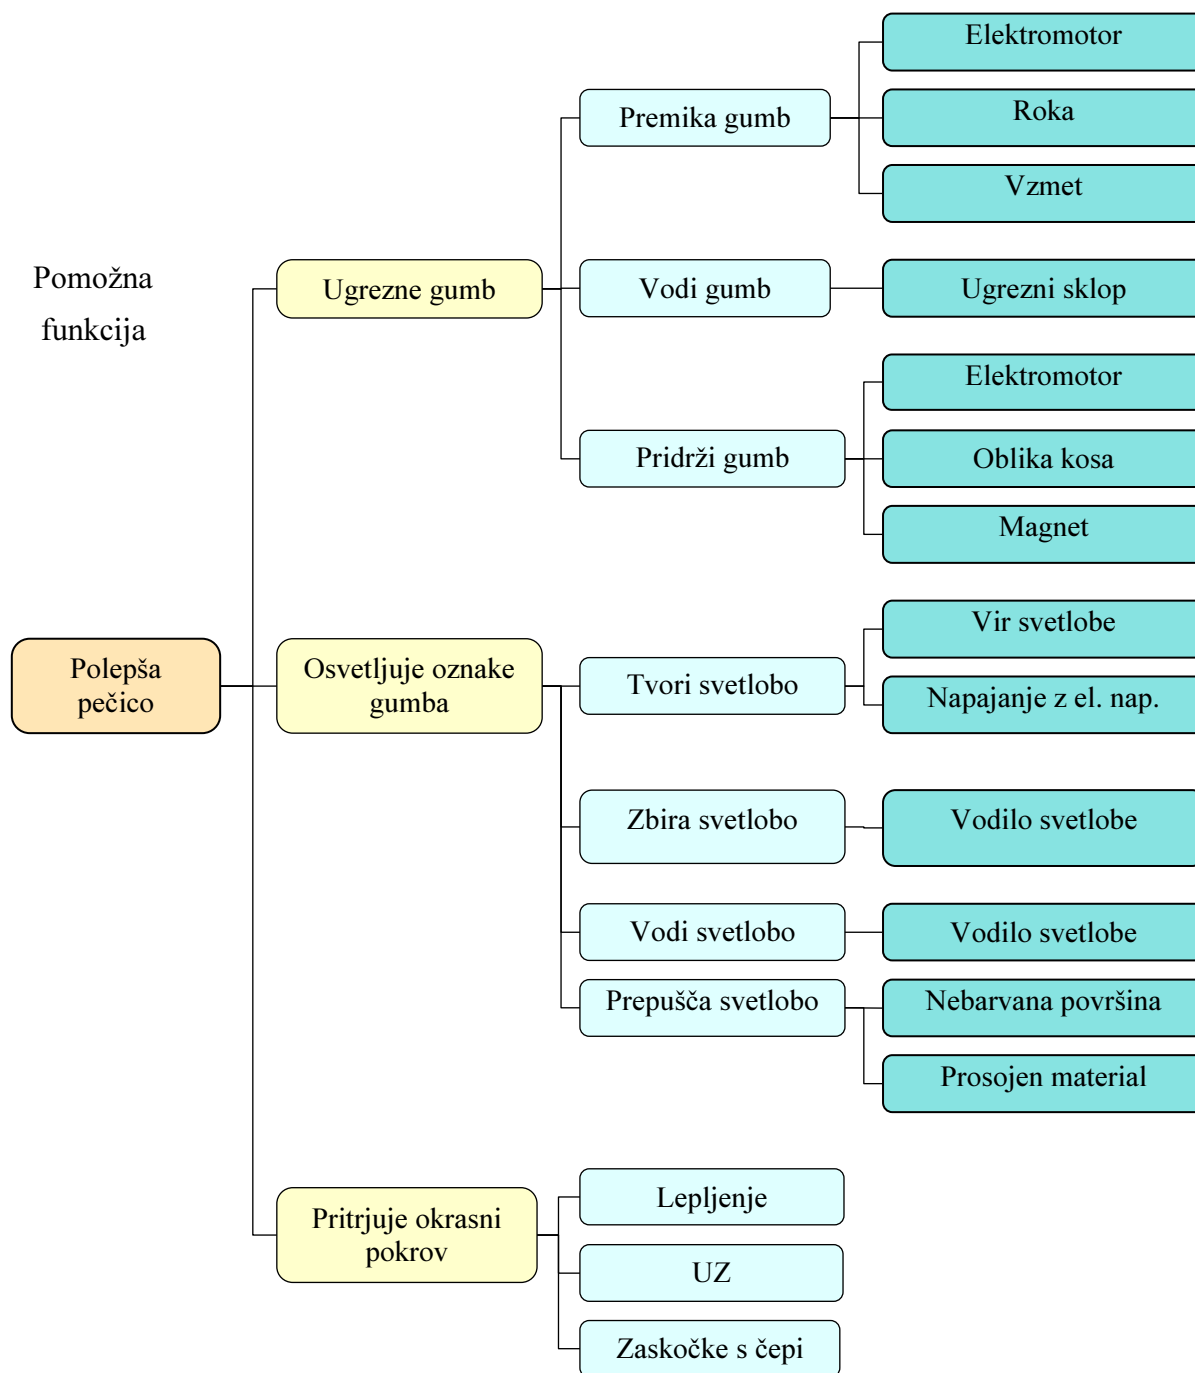 Pomožna
funkcija
Polepša
pečico
Ugrezne gumb
Premika gumb
Elektromotor
Roka
Vzmet
Vodi gumb
Ugrezni sklop
Pridrži gumb
Elektromotor
Oblika kosa
Magnet
Osvetljuje oznake
gumba
Tvori svetlobo
Vir svetlobe
Napajanje z el. nap.
Zbira svetlobo
Vodilo svetlobe
Vodi svetlobo
Vodilo svetlobe
Prepušča svetlobo
Nebarvana površina
Prosojen material
Pritrjuje okrasni
pokrov
Lepljenje
UZ
Zaskočke s čepi